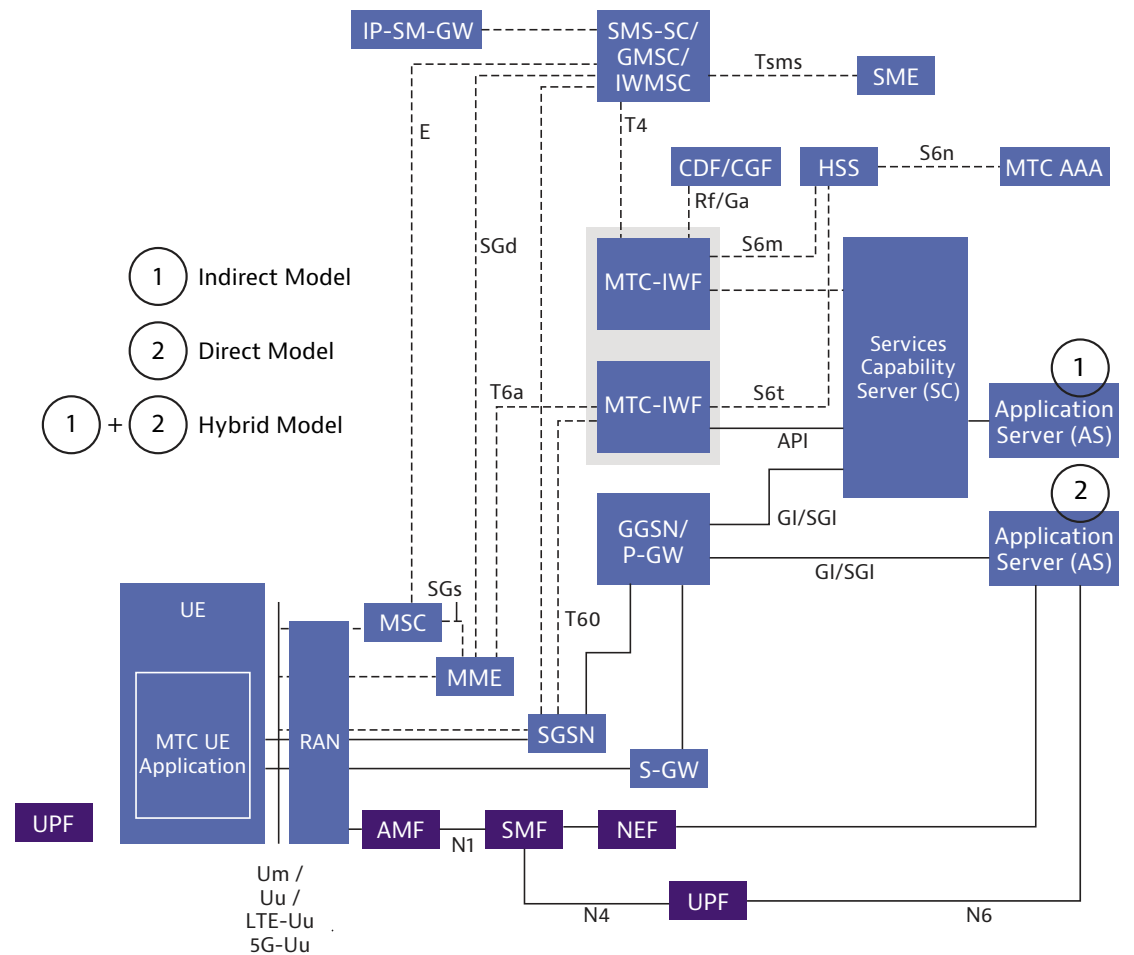 IP-SM-GW
SMS-SC/
GMSC/
IWMSC
Tsms
SME
E
T4
CDF/CGF
HSS
S6n
MTC AAA
Rf/Ga
SGd
S6m
MTC-IWF
1 Indirect Model
2 Direct Model
1 + 2 Hybrid Model
Services
Capability
Server (SC)
1
Application
Server (AS)
T6a
MTC-IWF
S6t
API
2
Application
Server (AS)
GGSN/
P-GW
GI/SGI
GI/SGI
UE
SGs
MSC
T60
MME
MTC UE
Application
RAN
SGSN
S-GW
UPF
AMF
N1
SMF
NEF
Um /
Uu /
LTE-Uu
5G-Uu
.
N4
UPF
N6